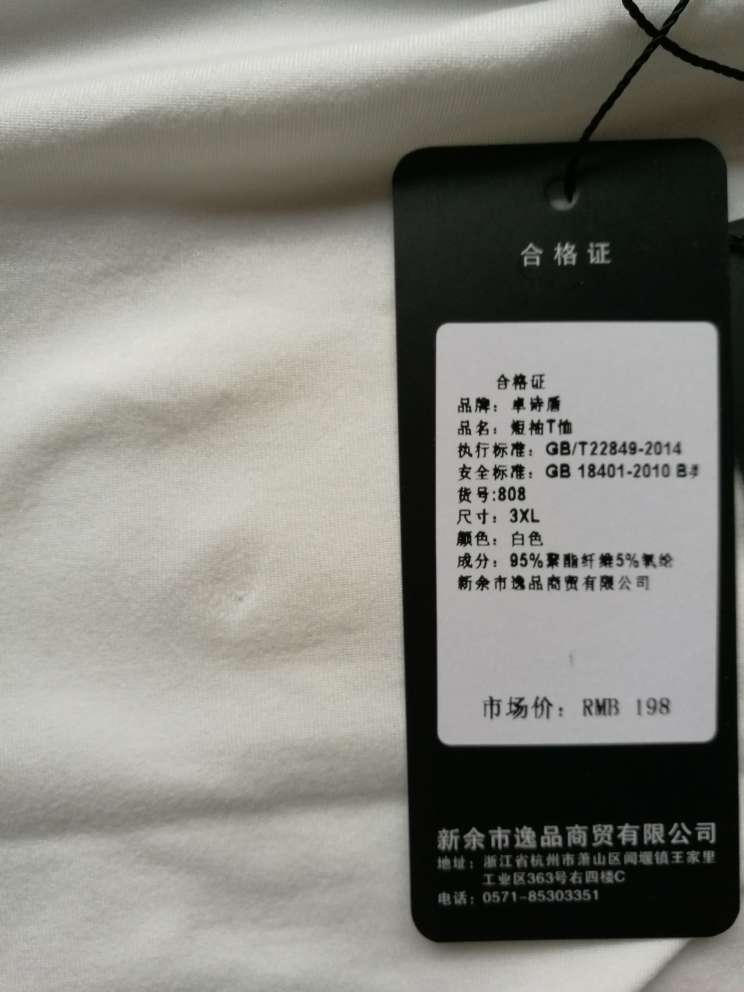 合格证
合格证
品牌：卓诗盾
品名：短袖T恤
执行标准：GB/T22849-2014
安全标准：GB 18401-2010 B
货号:808
尺寸：3XL
颜色：白色
成分：95%聚酯纤维5%氨纶
新余市逸品商贸有限公司
市场价：RMB 198
新余市逸品商贸有限公司
地址：浙江省杭州市萧山区闻堰镇王家里
工业区363号右四楼C
电话：0571-85303351